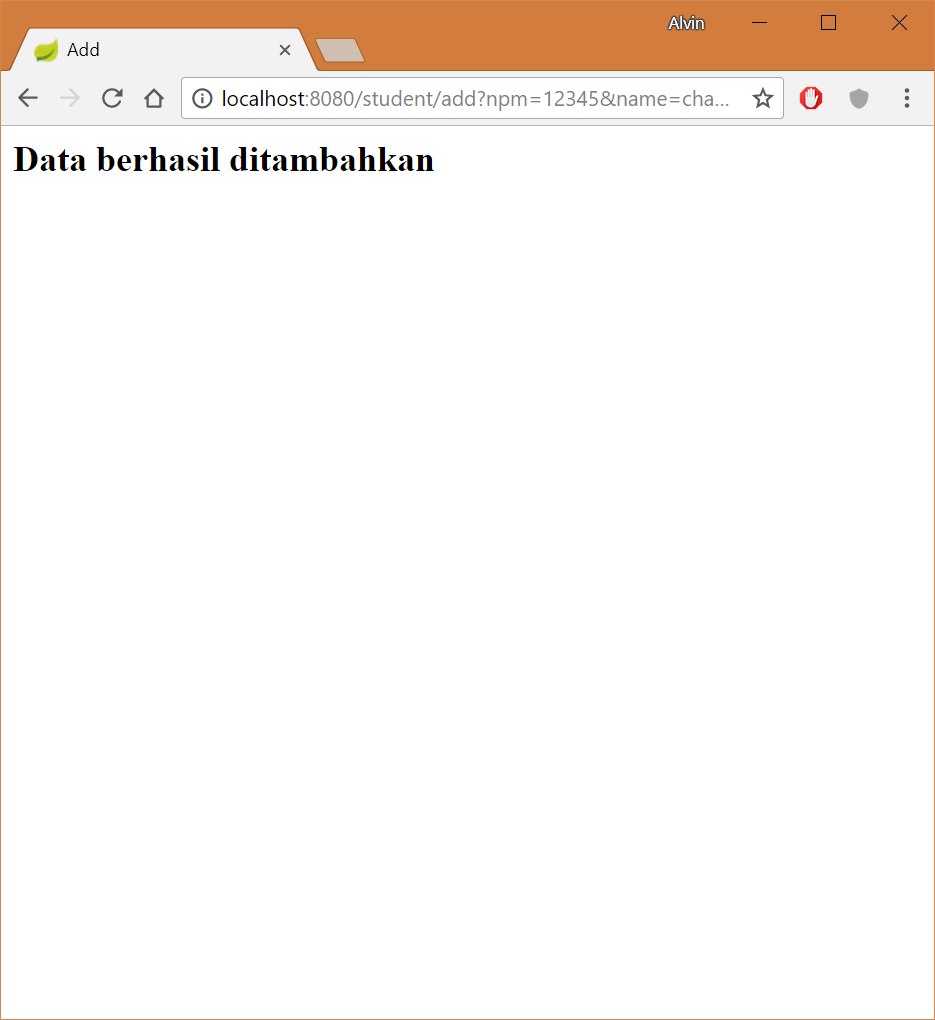 Alvin
Add
localhost:8080/student/add?npm=12345&name=cha...
Data berhasil ditambahkan